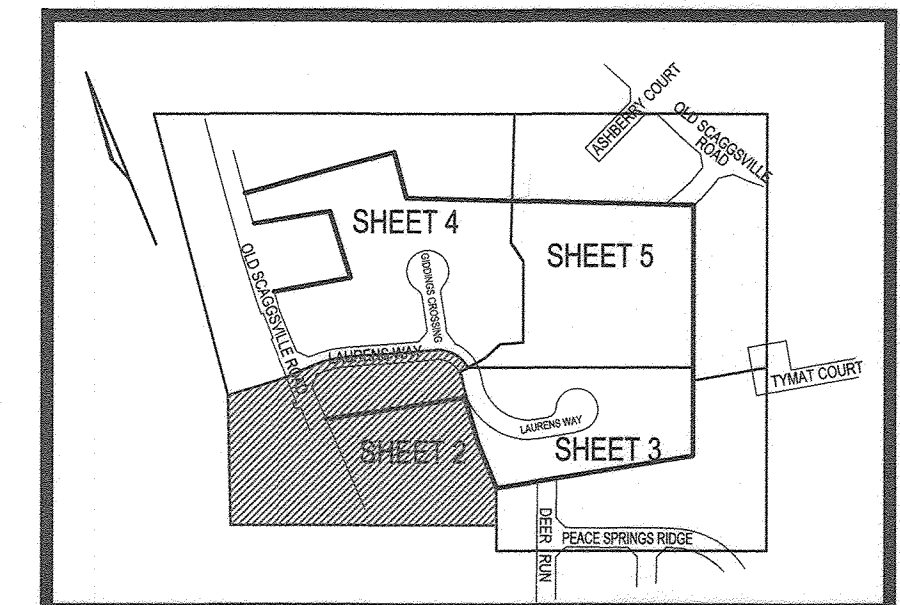 ASHBERRY COURT
OLD SCAGGSVILLE
ROAD
SHEET 4
SHEET 5
OLD SCAGGSVILLE ROAD
GIDDINGS CROSSING
LAURENS WAY
TYMAT COURT
LAURENS WAY
SHEET 2
SHEET 3
DEER RUN
PEACE SPRINGS RIDGE